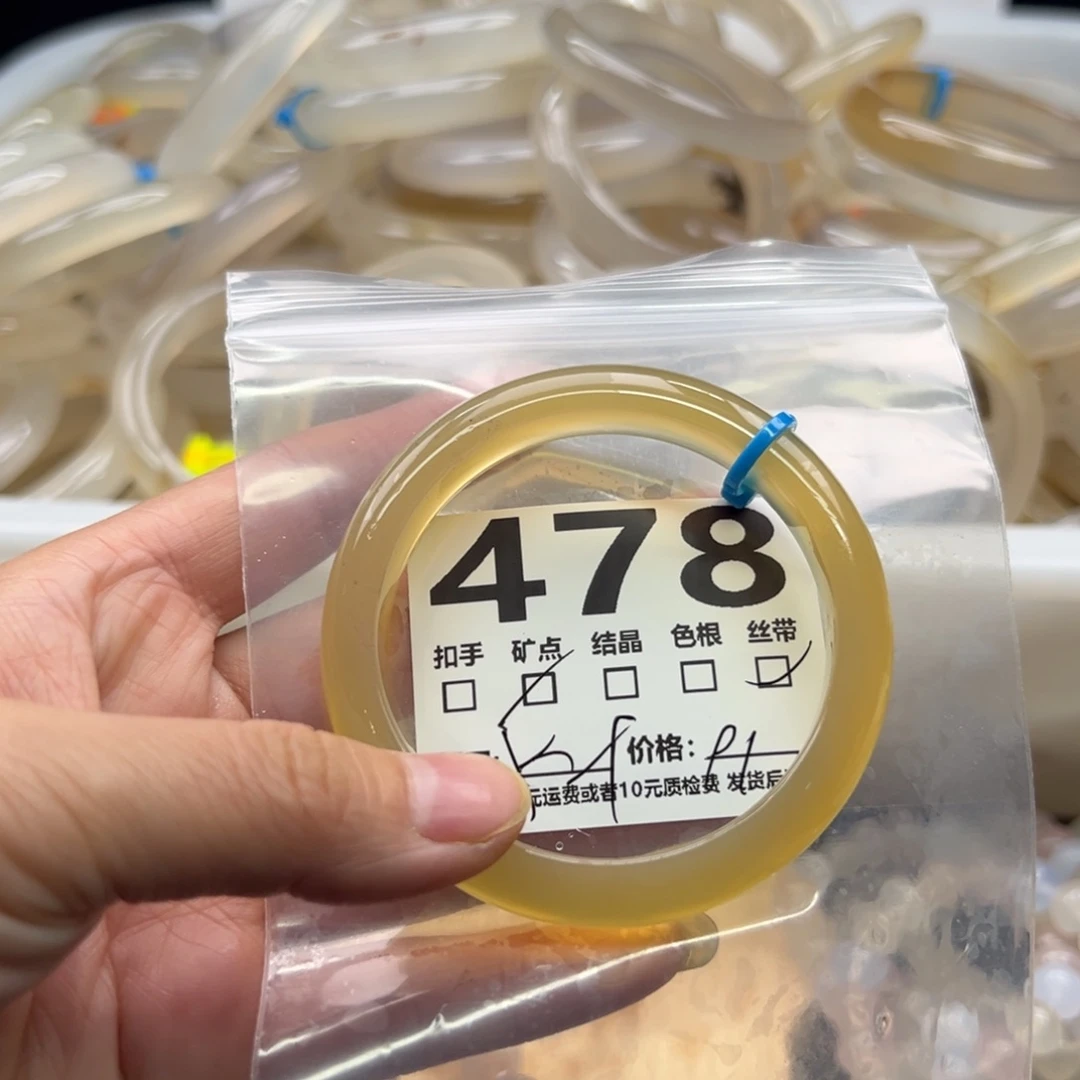 478
扣手 矿点 结晶 色根 丝带
价格:
元运费或者10元质检费 发货后